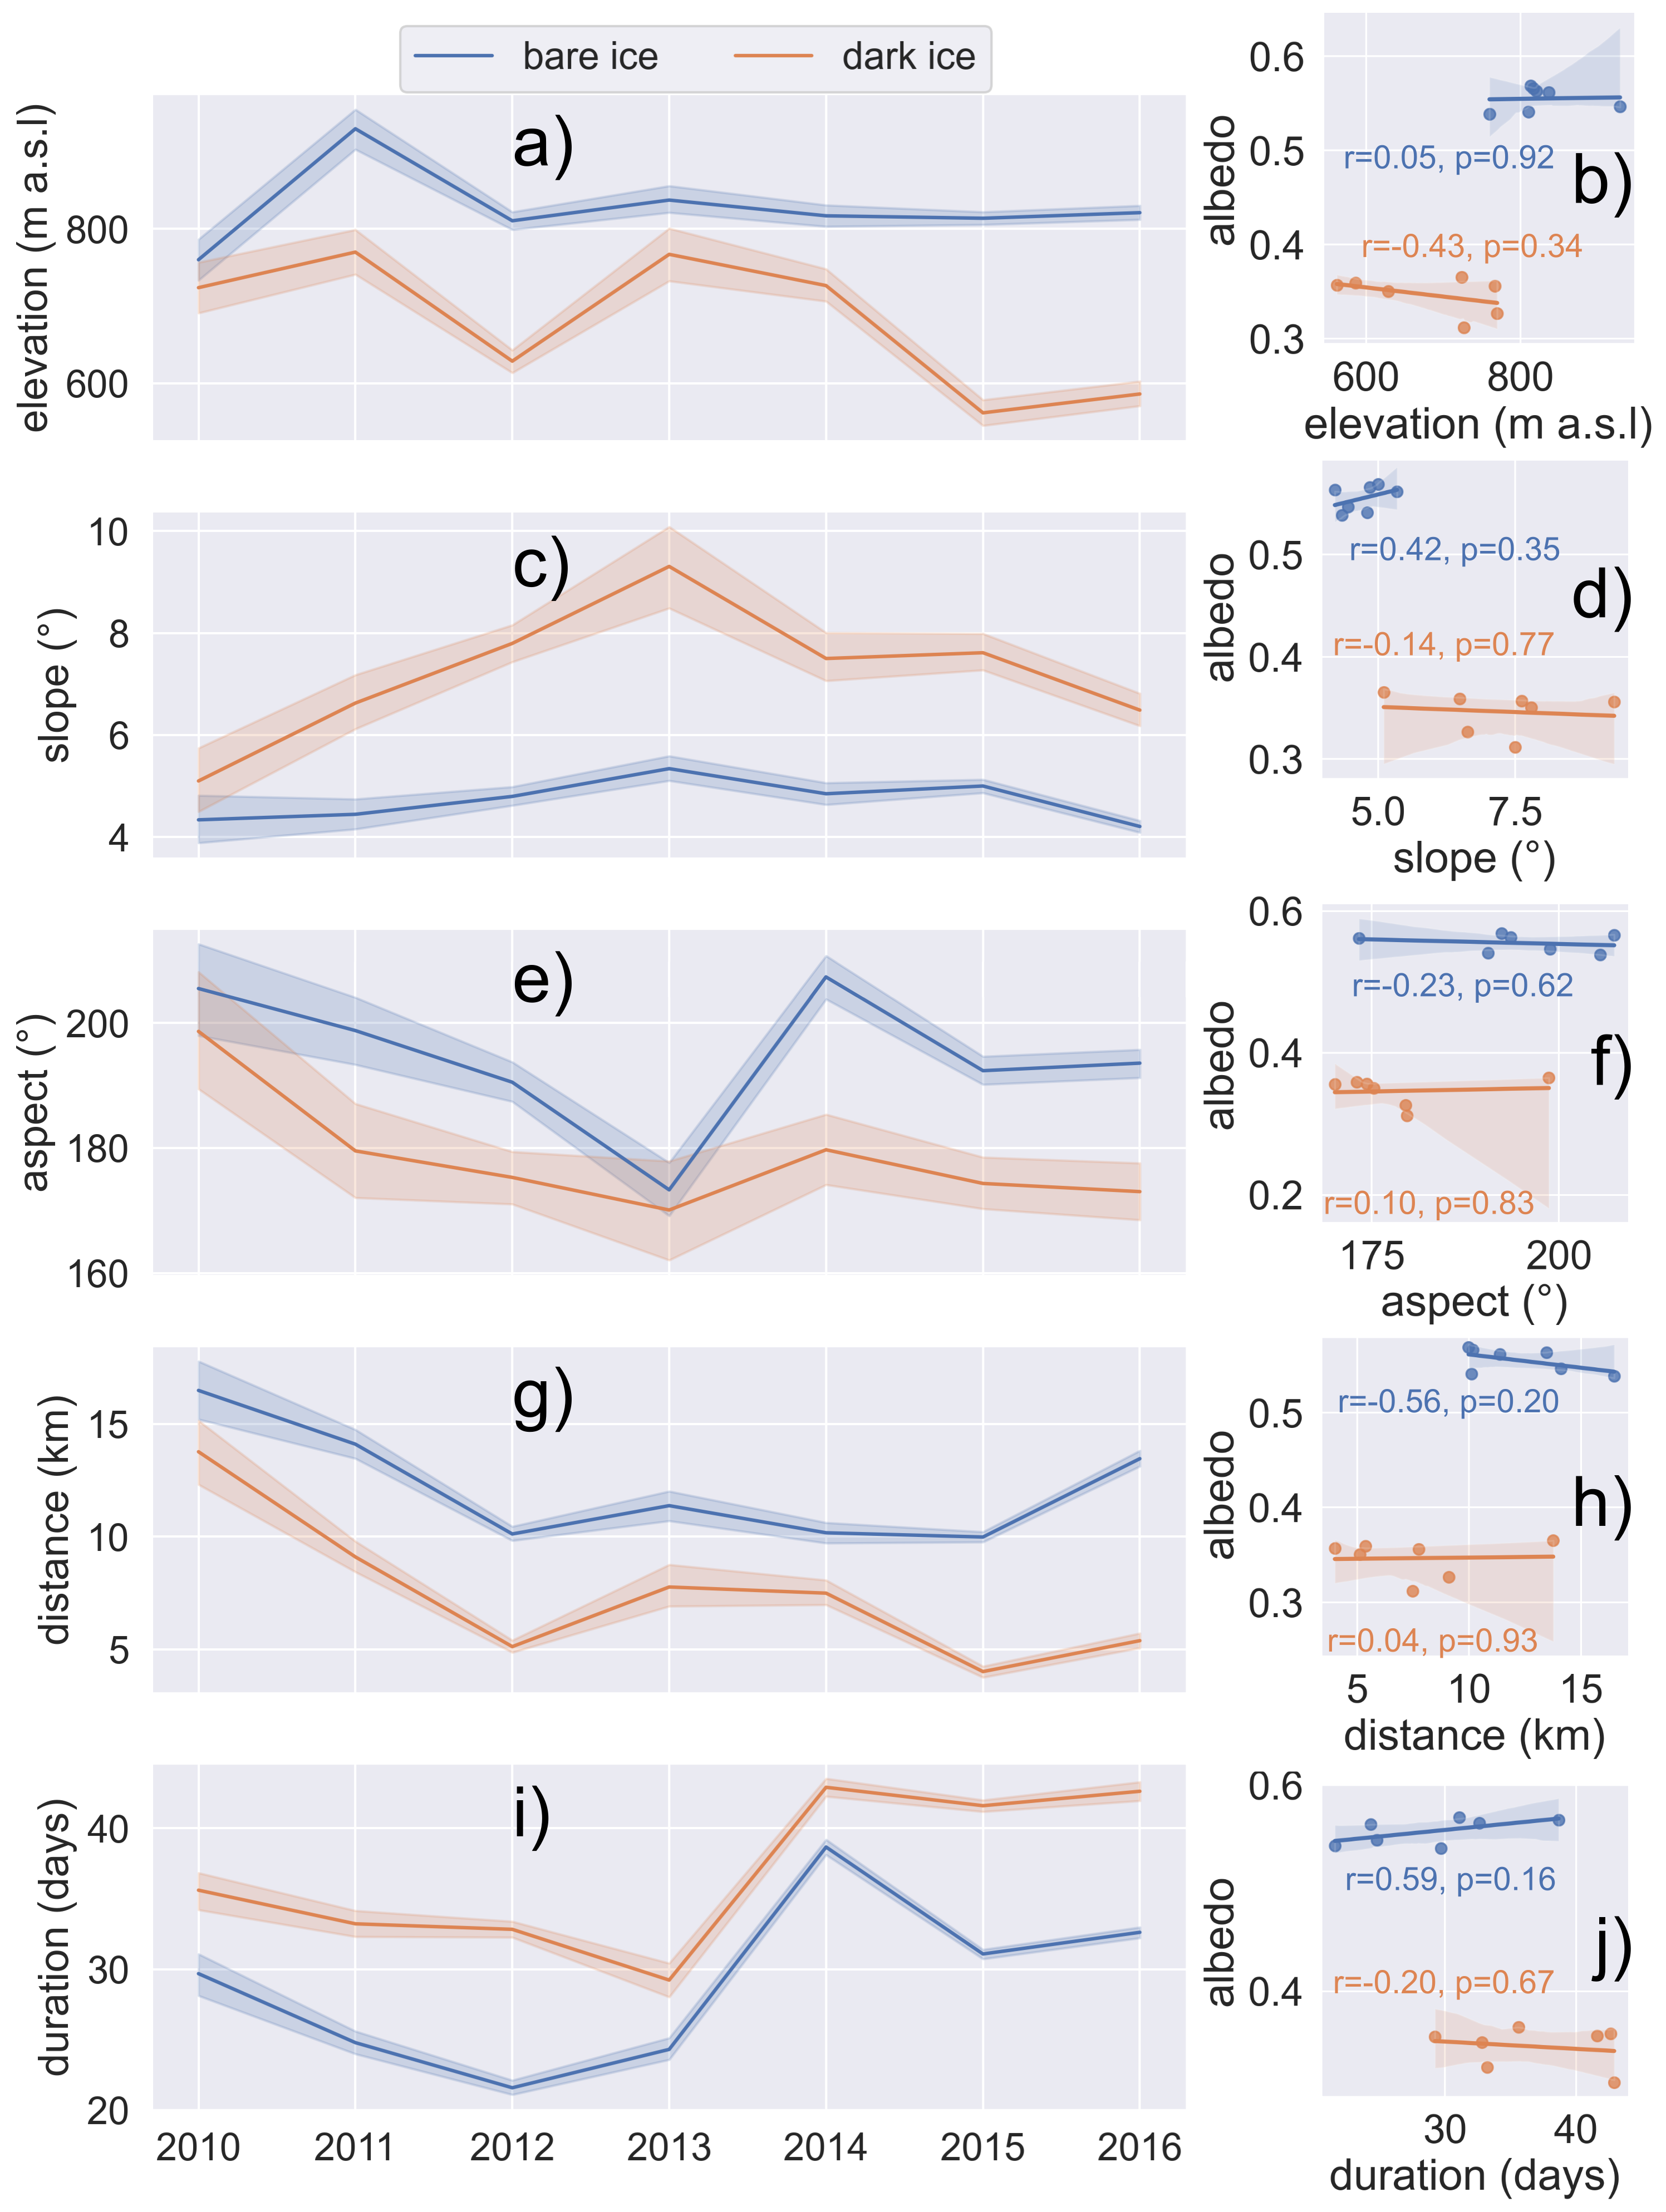 bare ice
dark ice
a)
elevation (m a.s.l)
800
600
b)
albedo
0.6
0.5
0.4
0.3
r=0.05, p=0.92
r=-0.43, p=0.34
600
800
elevation (m a.s.l)
c)
slope (°)
10
8
6
4
d)
albedo
0.5
0.4
0.3
r=0.42, p=0.35
r=-0.14, p=0.77
5.0
7.5
slope (°)
e)
aspect (°)
200
180
160
f)
albedo
0.6
0.4
0.2
r=-0.23, p=0.62
r=0.10, p=0.83
175
200
aspect (°)
g)
distance (km)
15
10
5
h)
albedo
0.5
0.4
0.3
r=-0.56, p=0.20
r=0.04, p=0.93
5
10
15
distance (km)
i)
duration (days)
40
30
20
2010
2011
2012
2013
2014
2015
2016
j)
albedo
0.6
0.4
r=0.59, p=0.16
r=-0.20, p=0.67
30
40
duration (days)